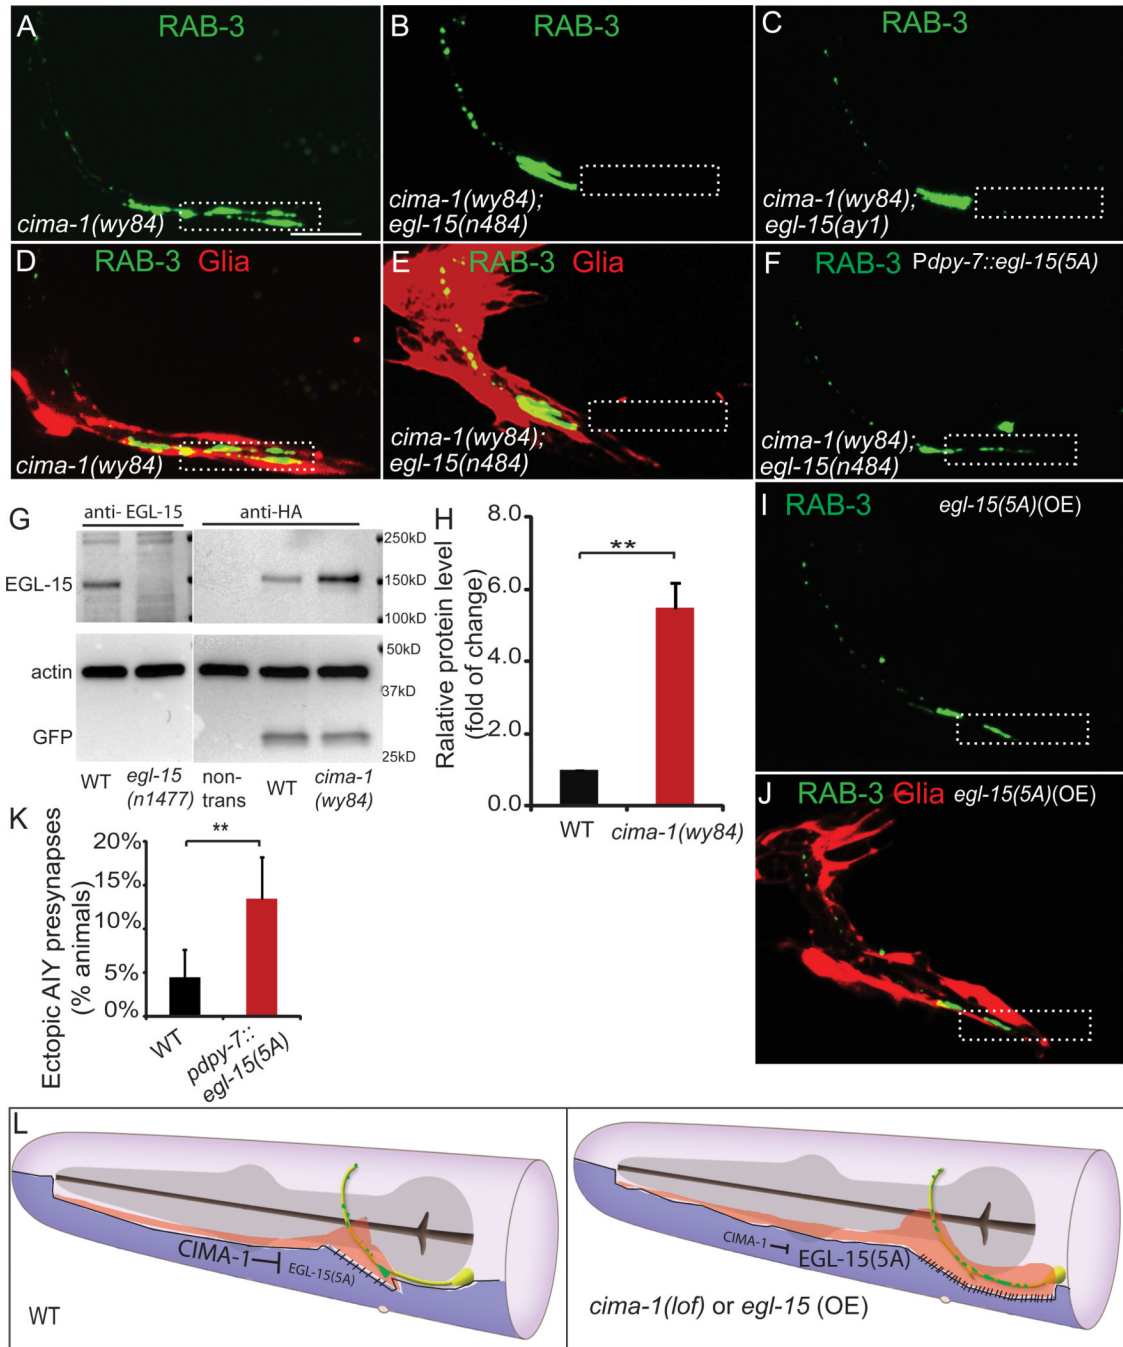 A
RAB-3
cima-1(wy84)
B
RAB-3
cima-1(wy84);
egl-15(n484)
C
RAB-3
cima-1(wy84);
egl-15(ay1)
D
RAB-3 Glia
cima-1(wy84)
E
RAB-3 Glia
cima-1(wy84);
egl-15(n484)
F
RAB-3 Pdpy-7::egl-15(5A)
cima-1(wy84);
egl-15(n484)
G
anti-EGL-15
anti-HA
250kD
EGL-15
150kD
100kD
50kD
actin
37kD
GFP
25kD
WT
egl-15
(n1477)
non-
trans
WT
cima-1
(wy84)
H
Ralative protein level
(fold of change)
8.0
6.0
4.0
2.0
0.0
**
WT
cima-1(wy84)
I
RAB-3
egl-15(5A)(OE)
J
RAB-3 Glia egl-15(5A)(OE)
K
Ectopic AIY presynapses
(% animals)
20%
15%
10%
5%
0%
**
WT
pdpy-7::
egl-15(5A)
L
CIMA-1
EGL-15(5A)
WT
CIMA-1
EGL-15(5A)
cima-1(lof) or egl-15 (OE)